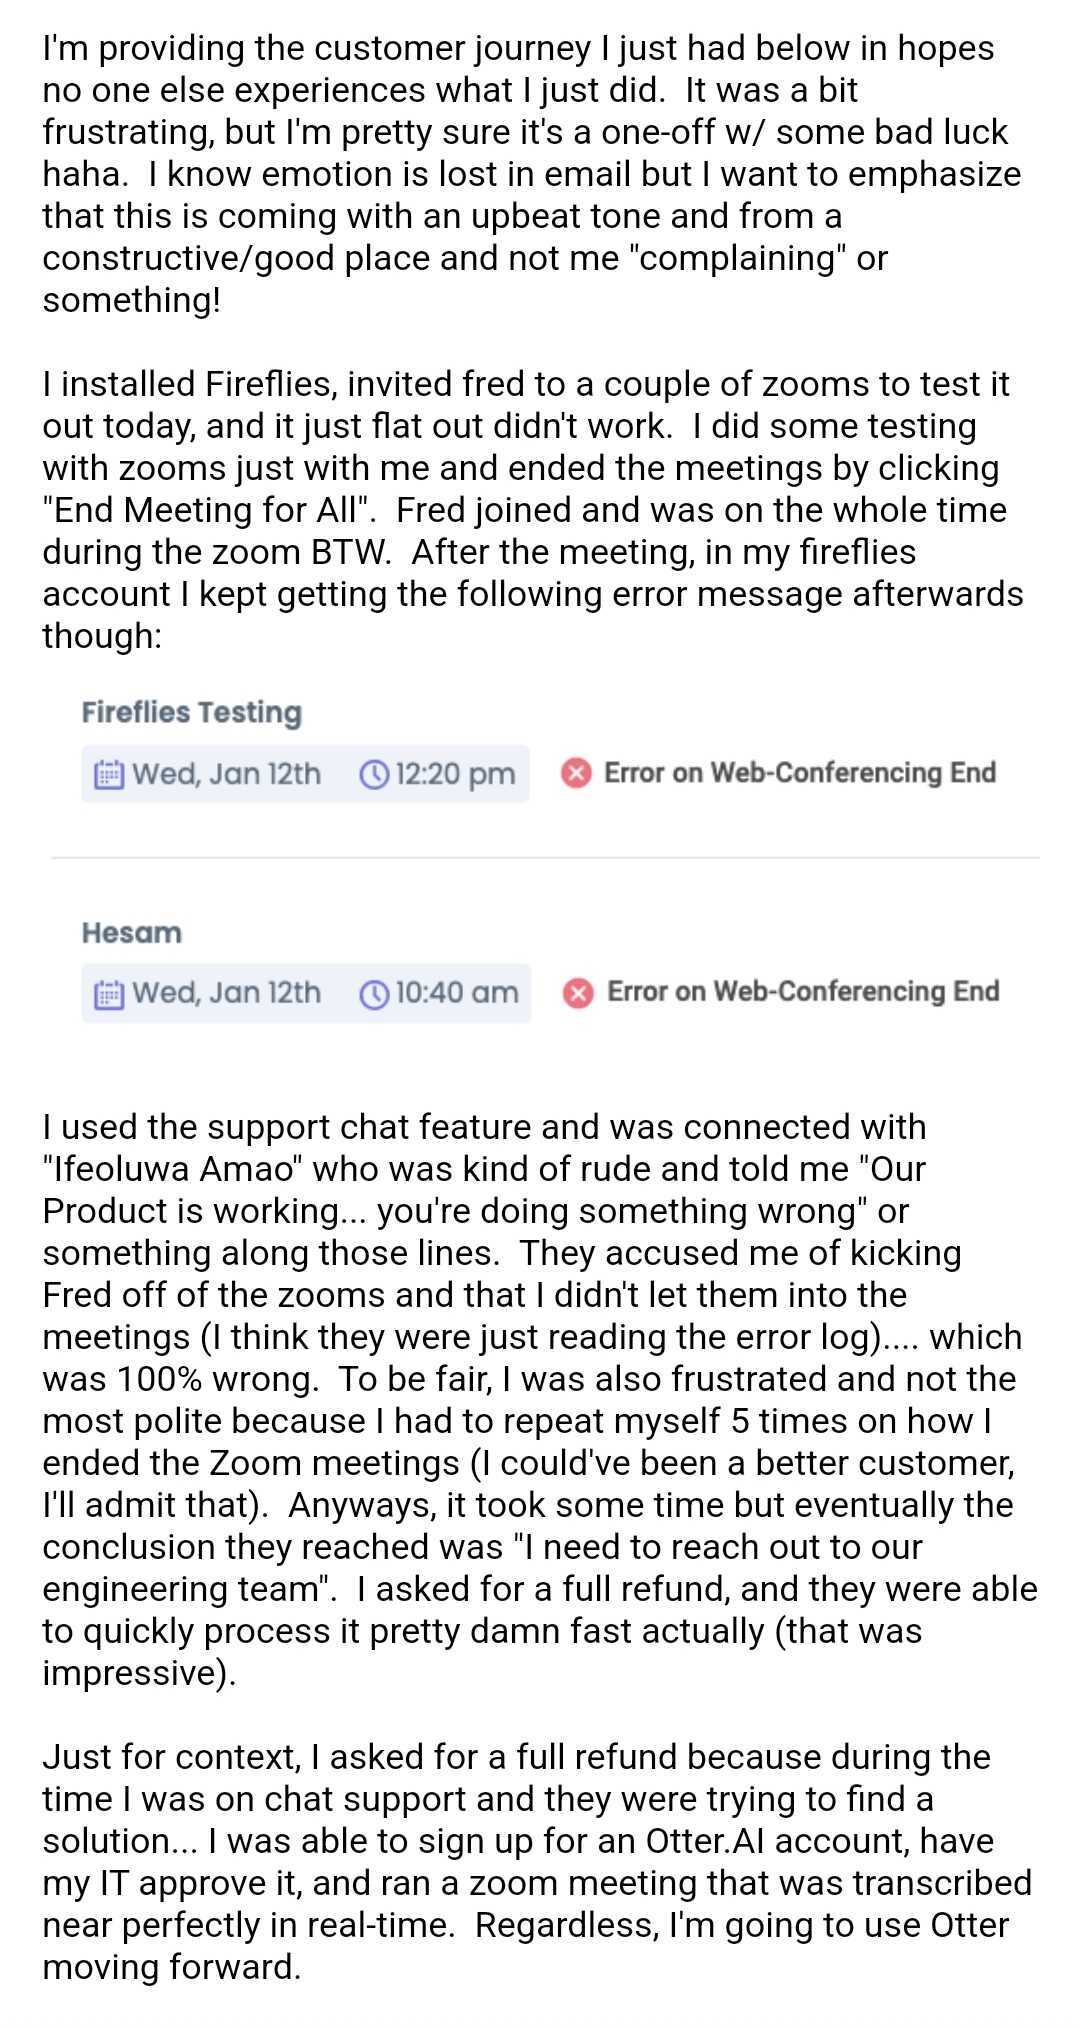 I'm providing the customer journey I just had below in hopes
no one else experiences what I just did.  It was a bit
frustrating, but I'm pretty sure it's a one-off w/ some bad luck
haha.  I know emotion is lost in email but I want to emphasize
that this is coming with an upbeat tone and from a
constructive/good place and not me "complaining" or
something!
I installed Fireflies, invited fred to a couple of zooms to test it
out today, and it just flat out didn't work.  I did some testing
with zooms just with me and ended the meetings by clicking
"End Meeting for All".  Fred joined and was on the whole time
during the zoom BTW.  After the meeting, in my fireflies
account I kept getting the following error message afterwards
though:
Fireflies Testing
Wed, Jan 12th 12:20 pm Error on Web-Conferencing End
Hesam
Wed, Jan 12th 10:40 am Error on Web-Conferencing End
I used the support chat feature and was connected with
"Ifeoluwa Amao" who was kind of rude and told me "Our
Product is working... you're doing something wrong" or
something along those lines.  They accused me of kicking
Fred off of the zooms and that I didn't let them into the
meetings (I think they were just reading the error log).... which
was 100% wrong.  To be fair, I was also frustrated and not the
most polite because I had to repeat myself 5 times on how I
ended the Zoom meetings (I could've been a better customer,
I'll admit that).  Anyways, it took some time but eventually the
conclusion they reached was "I need to reach out to our
engineering team".  I asked for a full refund, and they were able
to quickly process it pretty damn fast actually (that was
impressive).
Just for context, I asked for a full refund because during the
time I was on chat support and they were trying to find a
solution... I was able to sign up for an Otter.AI account, have
my IT approve it, and ran a zoom meeting that was transcribed
near perfectly in real-time.  Regardless, I'm going to use Otter
moving forward.